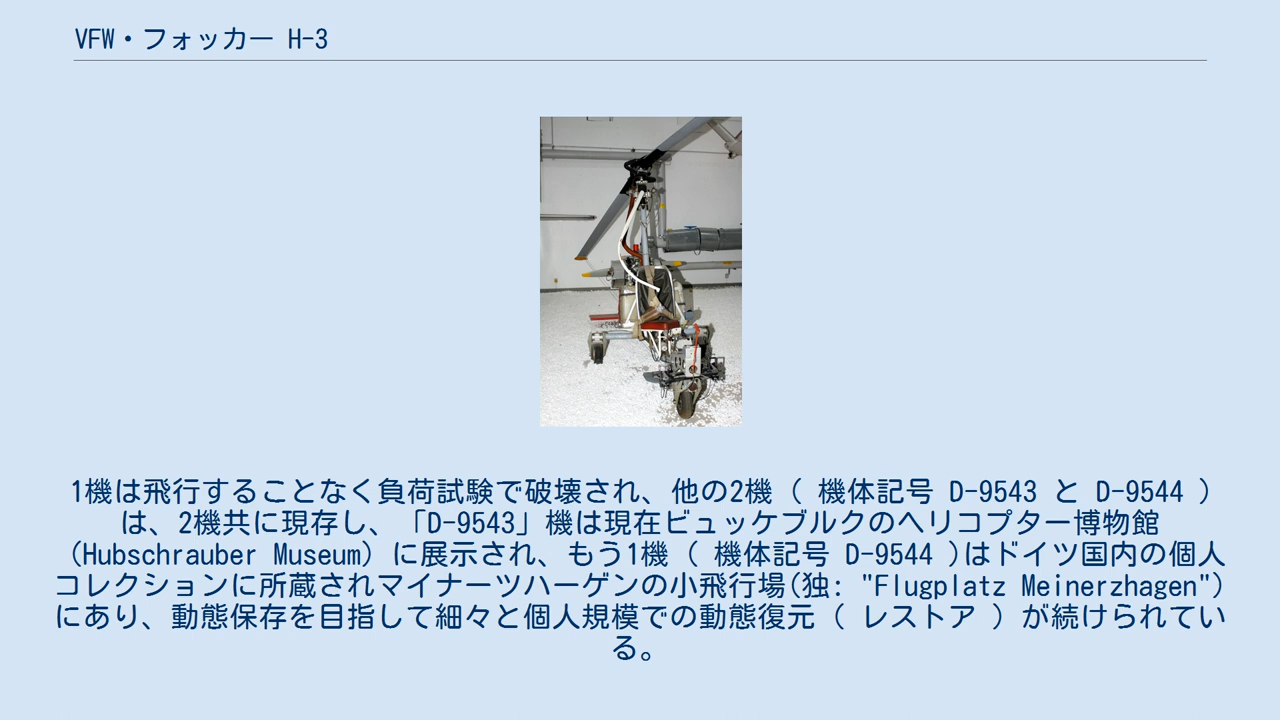 VFW・フォッカー H-3
1機は飛行することなく負荷試験で破壊され、他の2機（ 機体記号 D-9543 と D-9544 ）
は、2機共に現存し、「D-9543」機は現在ビュッケブルクのヘリコプター博物館
(Hubschrauber Museum) に展示され、もう1機（ 機体記号 D-9544 )はドイツ国内の個人
コレクションに所蔵されマイナーツハーゲンの小飛行場(独: "Flugplatz Meinerzhagen")
にあり、動態保存を目指して細々と個人規模での動態復元（ レストア ）が続けられてい
る。